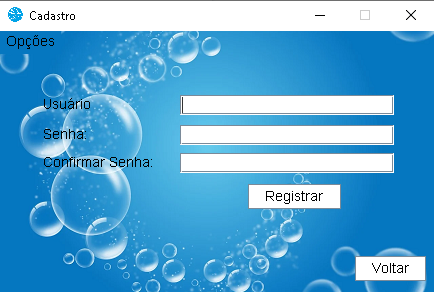 Cadastro
Opções
Usuário
Senha:
Confirmar Senha:
Registrar
Voltar